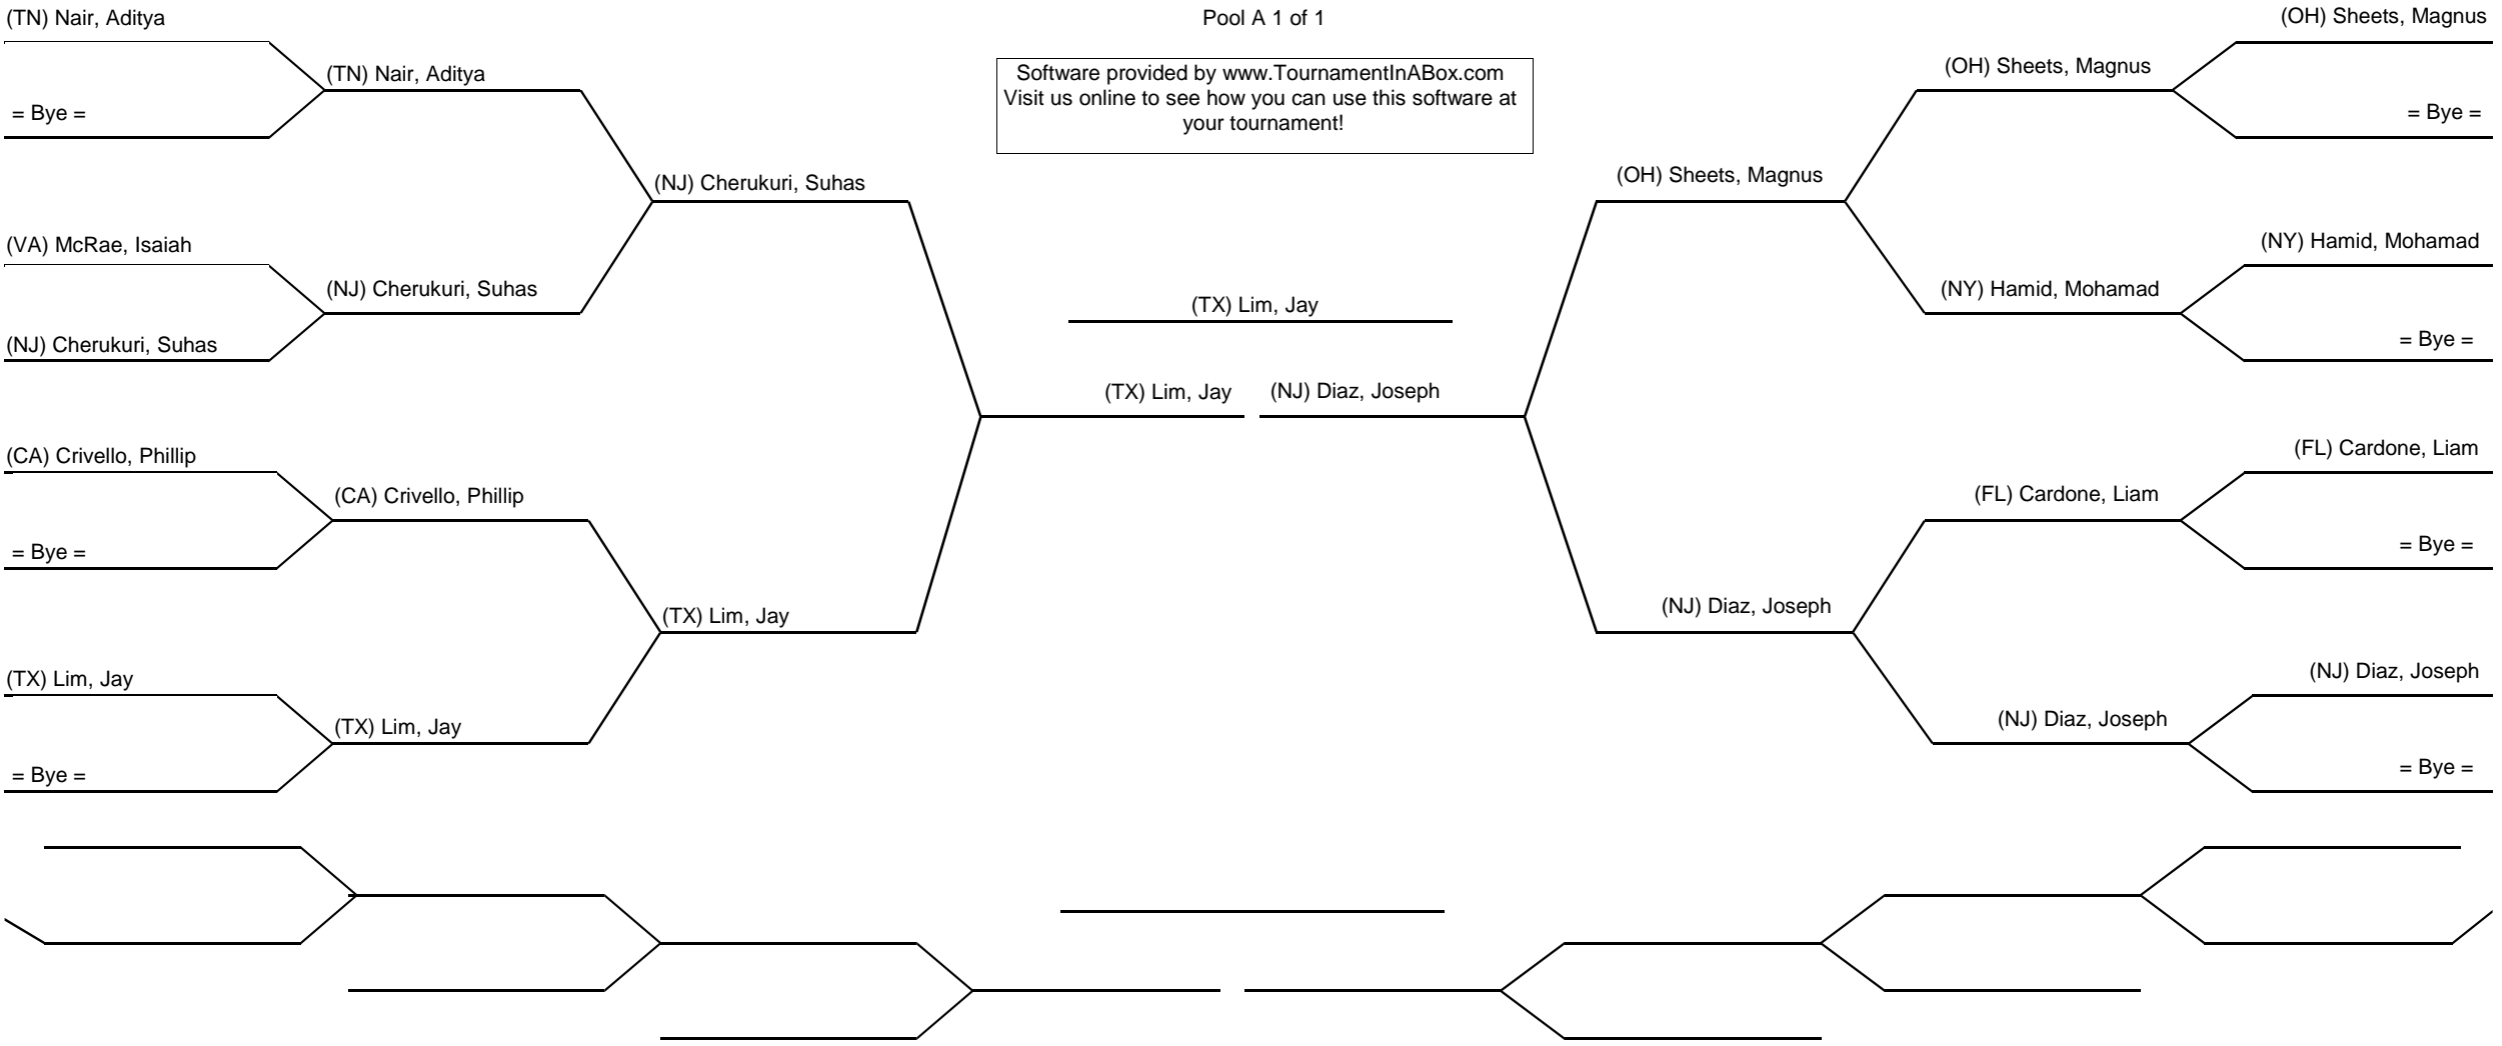 (TN) Nair, Aditya
Pool A 1 of 1
(OH) Sheets, Magnus
(TN) Nair, Aditya
Software provided by www.TournamentInABox.com
Visit us online to see how you can use this software at
your tournament!
(OH) Sheets, Magnus
= Bye =
= Bye =
(NJ) Cherukuri, Suhas
(OH) Sheets, Magnus
(VA) McRae, Isaiah
(NY) Hamid, Mohamad
(NJ) Cherukuri, Suhas
(NY) Hamid, Mohamad
(TX) Lim, Jay
(NJ) Cherukuri, Suhas
= Bye =
(TX) Lim, Jay
(NJ) Diaz, Joseph
(CA) Crivello, Phillip
(FL) Cardone, Liam
(CA) Crivello, Phillip
(FL) Cardone, Liam
= Bye =
= Bye =
(TX) Lim, Jay
(NJ) Diaz, Joseph
(TX) Lim, Jay
(NJ) Diaz, Joseph
(TX) Lim, Jay
(NJ) Diaz, Joseph
= Bye =
= Bye =